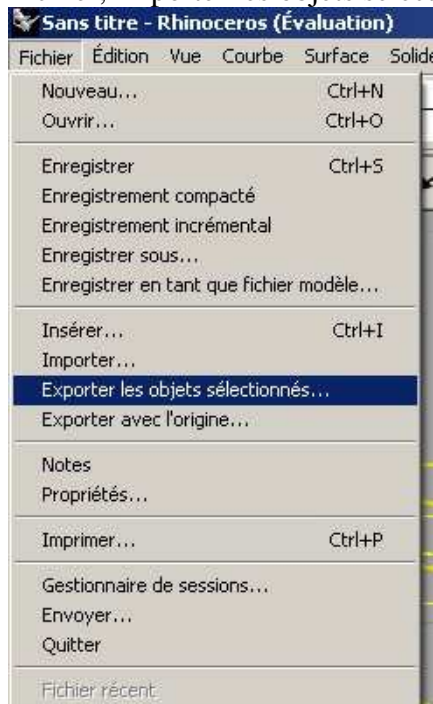 Sans titre - Rhinoceros (Évaluation)
Fichier Édition Vue Courbe Surface Solide
Nouveau... Ctrl+N
Ouvrir... Ctrl+O
Enregistrer Ctrl+S
Enregistrement compacté
Enregistrement incrémental
Enregistrer sous...
Enregistrer en tant que fichier modèle...
Insérer... Ctrl+I
Importer...
Exporter les objets sélectionnés...
Exporter avec l'origine...
Notes
Propriétés...
Imprimer... Ctrl+P
Gestionnaire de sessions...
Envoyer...
Quitter
Fichier récent